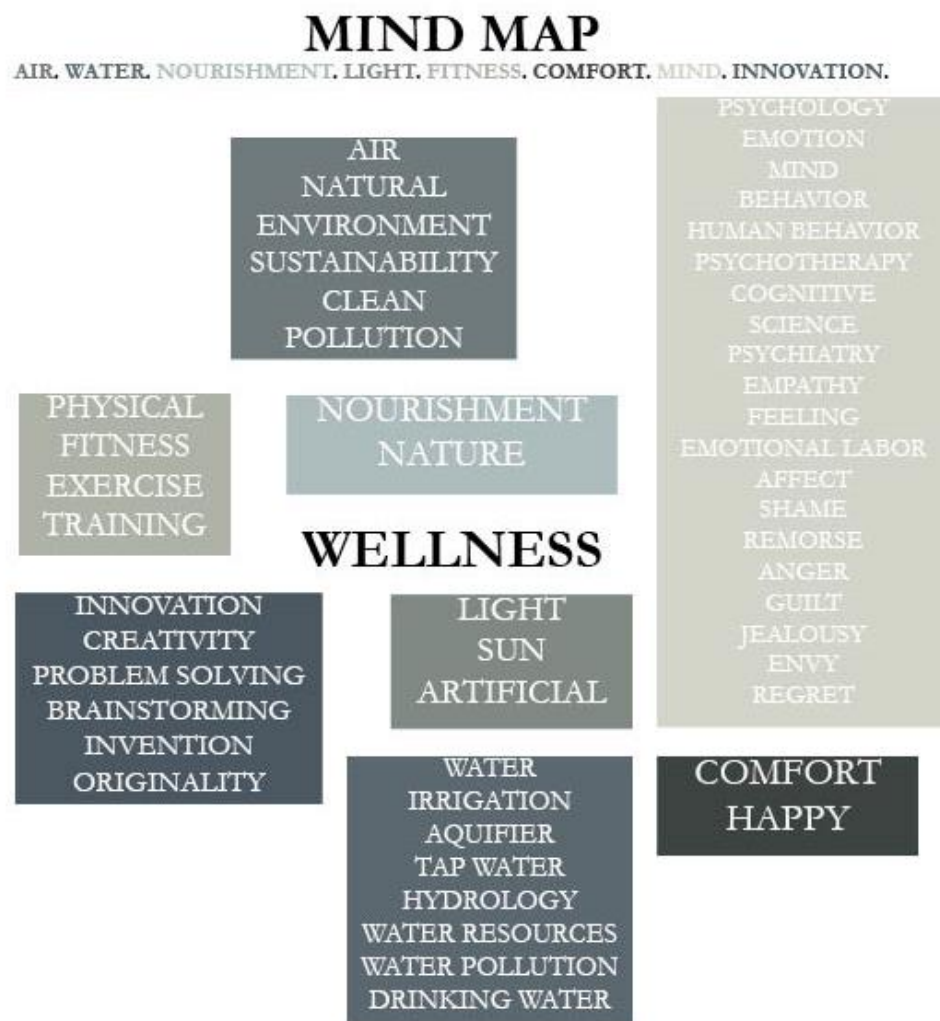 MIND MAP
AIR. WATER. NOURISHMENT. LIGHT. FITNESS. COMFORT. MIND. INNOVATION.
AIR
NATURAL
ENVIRONMENT
SUSTAINABILITY
CLEAN
POLLUTION
PSYCHOLOGY
EMOTION
MIND
BEHAVIOR
HUMAN BEHAVIOR
PSYCHOTHERAPY
COGNITIVE
SCIENCE
PSYCHIATRY
EMPATHY
FEELING
EMOTIONAL LABOR
AFFECT
SHAME
REMORSE
ANGER
GUILT
JEALOUSY
ENVY
REGRET
PHYSICAL
FITNESS
EXERCISE
TRAINING
NOURISHMENT
NATURE
WELLNESS
INNOVATION
CREATIVITY
PROBLEM SOLVING
BRAINSTORMING
INVENTION
ORIGINALITY
LIGHT
SUN
ARTIFICIAL
WATER
IRRIGATION
AQUIFIER
TAP WATER
HYDROLOGY
WATER RESOURCES
WATER POLLUTION
DRINKING WATER
COMFORT
HAPPY